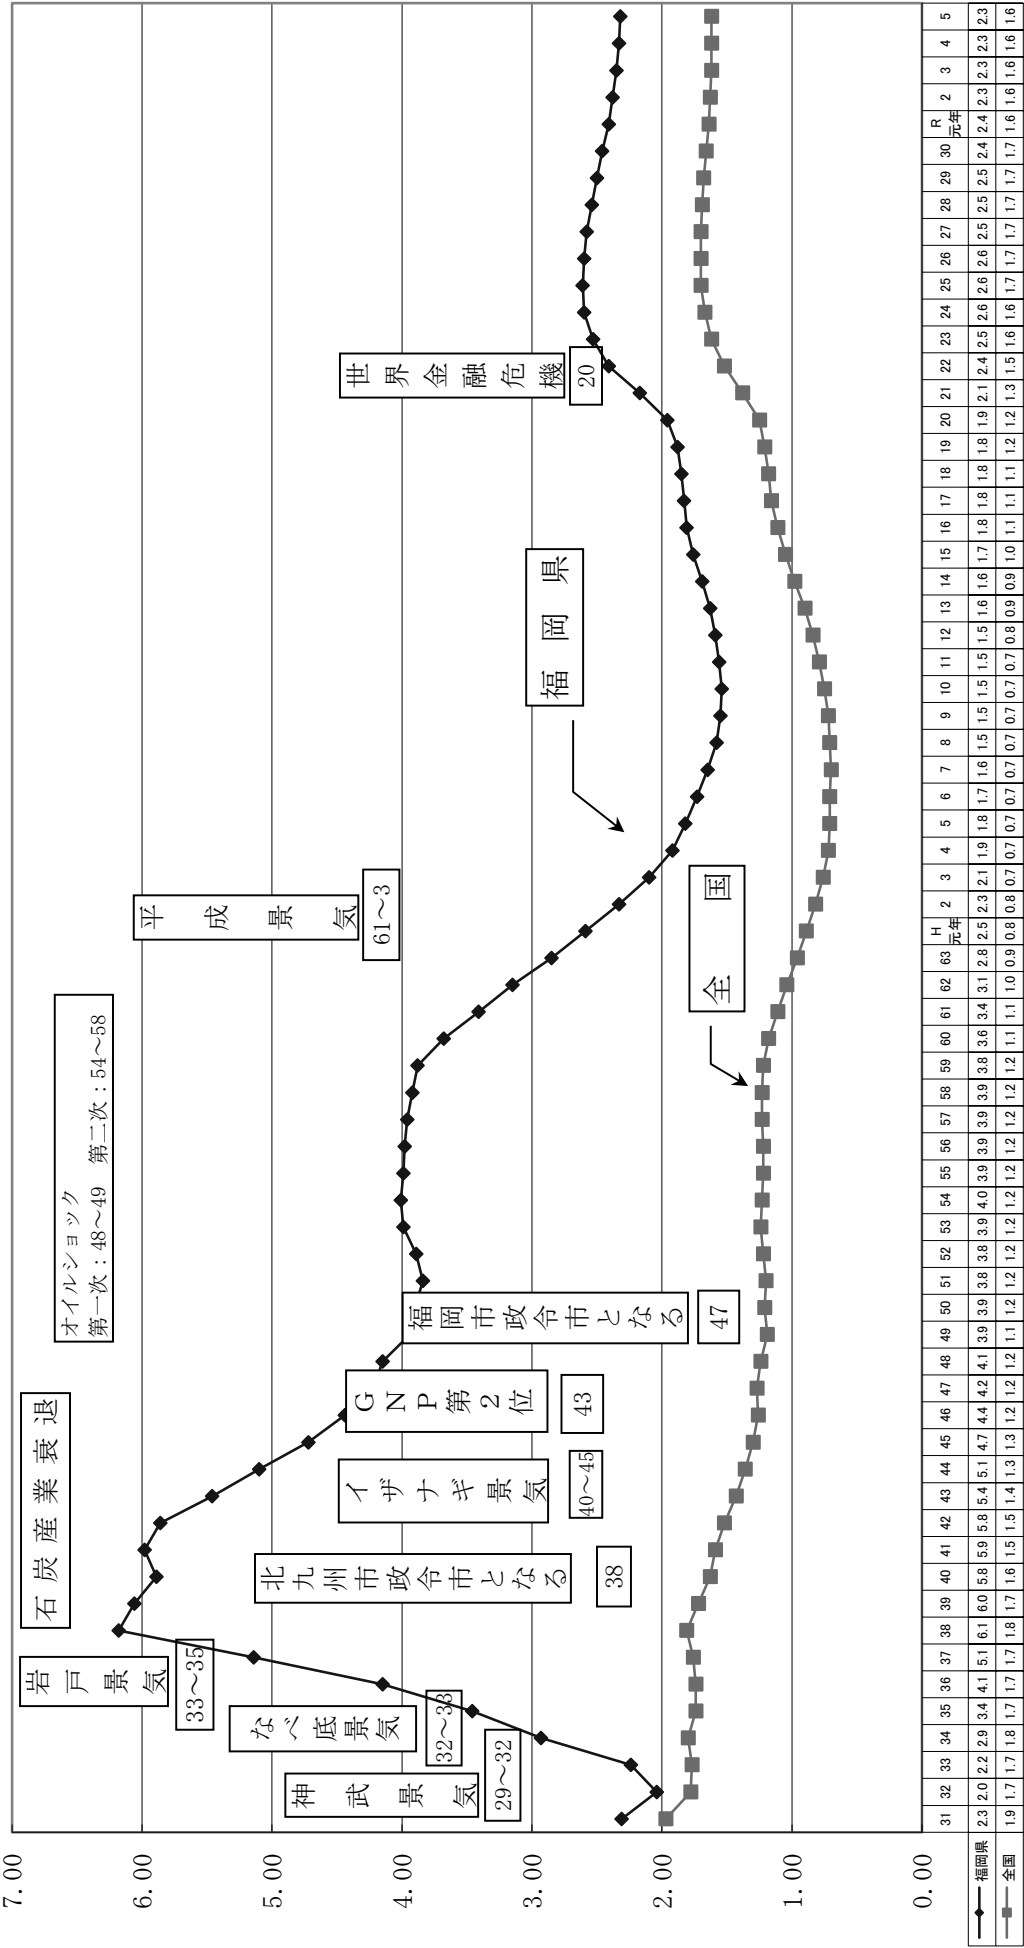 7.00
6.00
5.00
4.00
3.00
2.00
1.00
0.00
岩戸景気
33～35
石炭産業衰退
オイルショック
第一次：48～49 第二次：54～58
平成景気
61～3
なべ底景気
32～33
神武景気
29～32
北九州市政令市となる
38
イザナギ景気
40～45
GNP第2位
43
福岡市政令市となる
47
世界金融危機
20
福岡県
全国
31 32 33 34 35 36 37 38 39 40 41 42 43 44 45 46 47 48 49 50 51 52 53 54 55 56 57 58 59 60 61 62 63 H元年 2 3 4 5 6 7 8 9 10 11 12 13 14 15 16 17 18 19 20 21 22 23 24 25 26 27 28 29 30 R元年 2 3 4 5
福岡県 2.3 2.0 2.2 2.9 3.4 4.1 5.1 6.1 6.0 5.8 5.9 5.8 5.4 5.1 4.7 4.4 4.2 4.1 3.9 3.9 3.8 3.8 3.9 4.0 3.9 3.9 3.9 3.9 3.8 3.6 3.4 3.1 2.8 2.5 2.3 2.1 1.9 1.8 1.7 1.6 1.5 1.5 1.5 1.5 1.5 1.6 1.6 1.7 1.8 1.8 1.8 1.8 1.9 2.1 2.4 2.5 2.6 2.6 2.6 2.5 2.5 2.5 2.4 2.4 2.3 2.3 2.3 2.3
全国 1.9 1.7 1.7 1.8 1.7 1.7 1.7 1.8 1.7 1.6 1.5 1.5 1.4 1.3 1.3 1.2 1.2 1.2 1.1 1.2 1.2 1.2 1.2 1.2 1.2 1.2 1.2 1.2 1.2 1.1 1.1 1.0 0.9 0.8 0.8 0.7 0.7 0.7 0.7 0.7 0.7 0.7 0.7 0.7 0.8 0.9 0.9 1.0 1.1 1.1 1.1 1.2 1.2 1.3 1.5 1.6 1.6 1.7 1.7 1.7 1.7 1.7 1.7 1.6 1.6 1.6 1.6 1.6